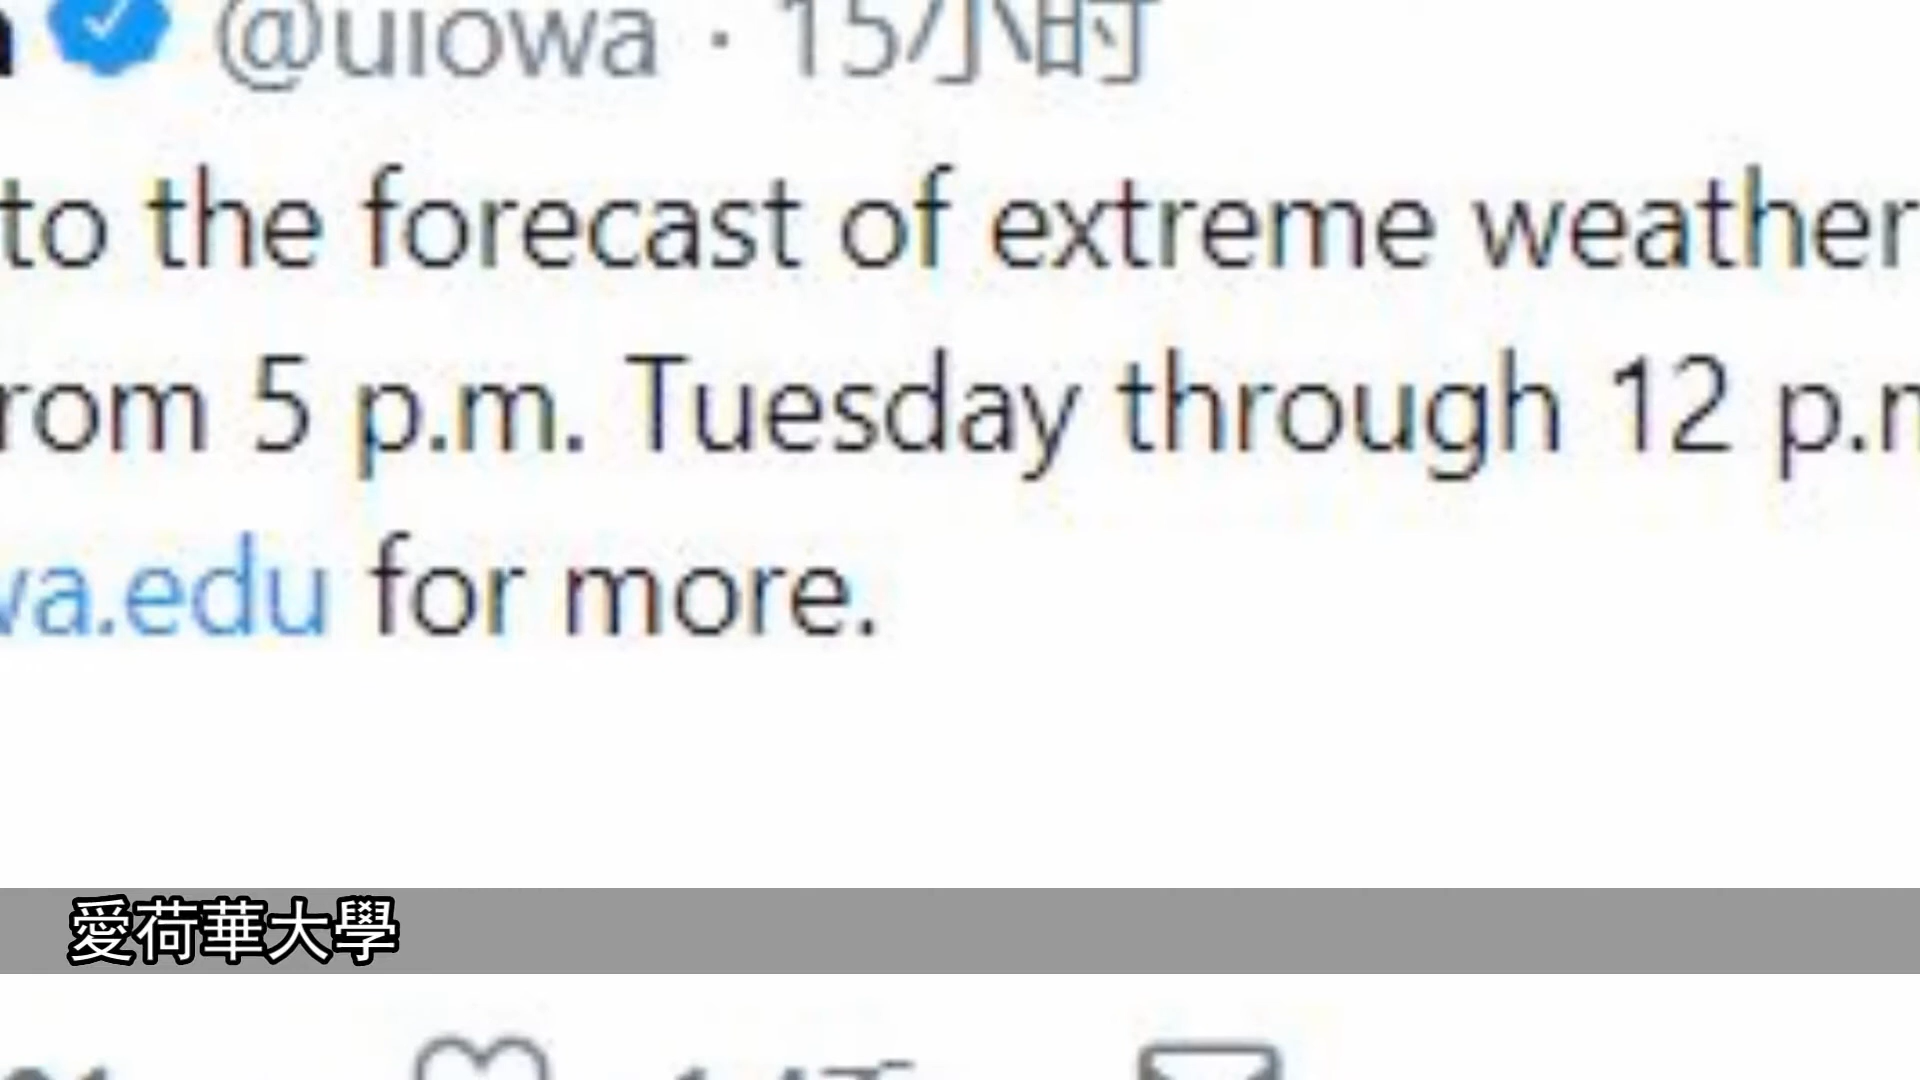 @uiowa · 15小时
to the forecast of extreme weather
rom 5 p.m. Tuesday through 12 p.
wa.edu for more.
愛荷華大學